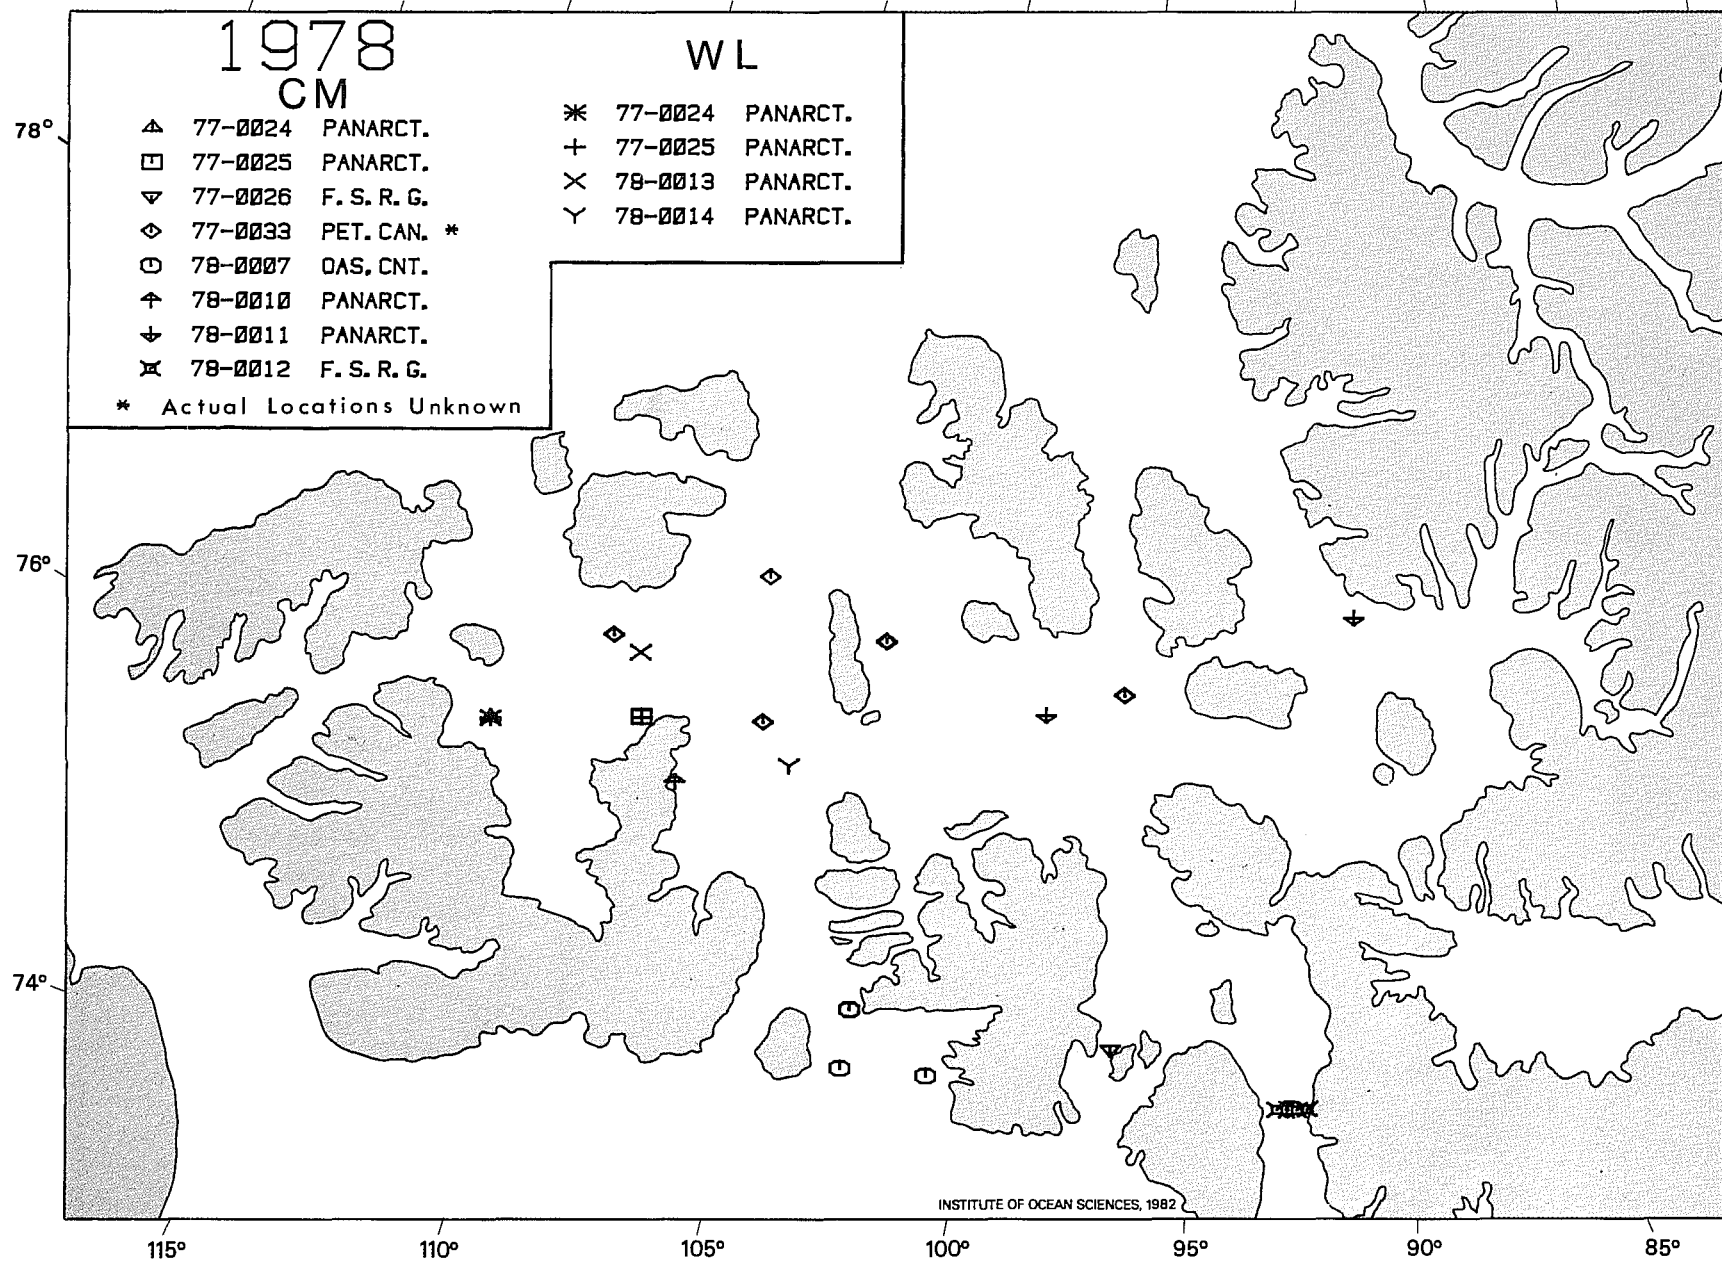 1978
CM
77-0024 PANARCT.
77-0025 PANARCT.
77-0026 F.S.R.G.
77-0033 PET.CAN. *
78-0007 OAS,CNT.
78-0010 PANARCT.
78-0011 PANARCT.
78-0012 F.S.R.G.
* Actual Locations Unknown
WL
77-0024 PANARCT.
77-0025 PANARCT.
78-0013 PANARCT.
78-0014 PANARCT.
78°
76°
74°
INSTITUTE OF OCEAN SCIENCES, 1982
115° 110° 105° 100° 95° 90° 85°